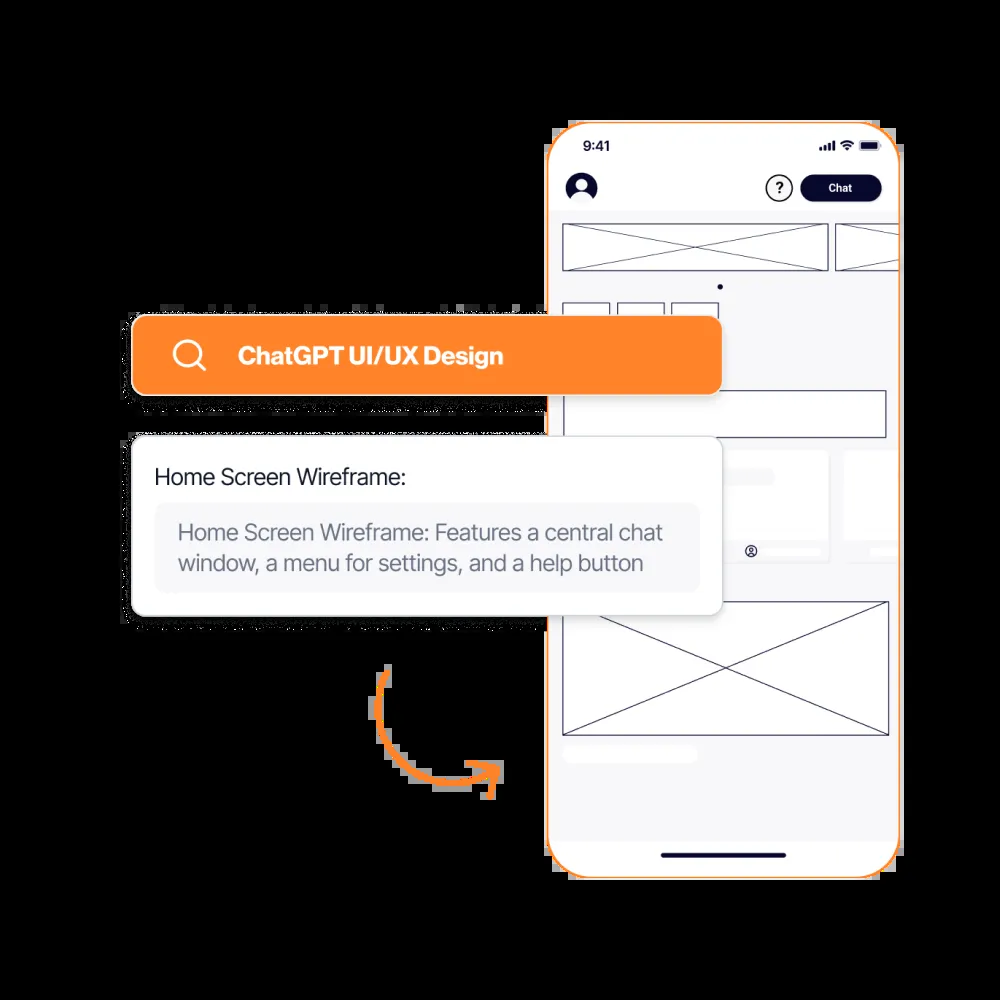 9:41
?
Chat
ChatGPT UI/UX Design
Home Screen Wireframe:
Home Screen Wireframe: Features a central chat
window, a menu for settings, and a help button